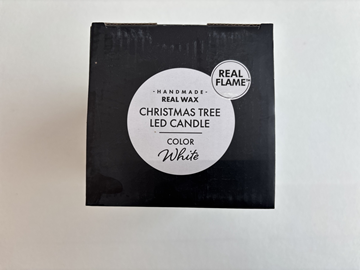 REAL
FLAME™
- HANDMADE -
REAL WAX
CHRISTMAS TREE
LED CANDLE
COLOR
White